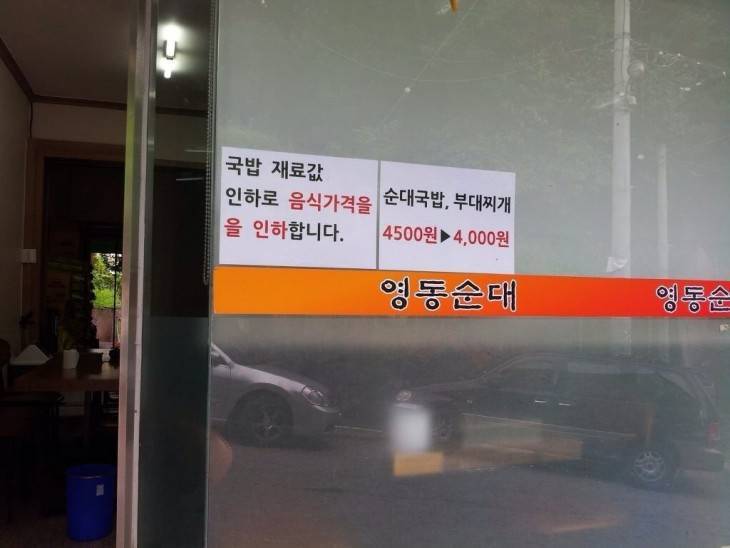 국밥 재료값
인하로 음식가격을
을 인하합니다.
순대국밥, 부대찌개
4500원▶4,000원
영동순대
영동순